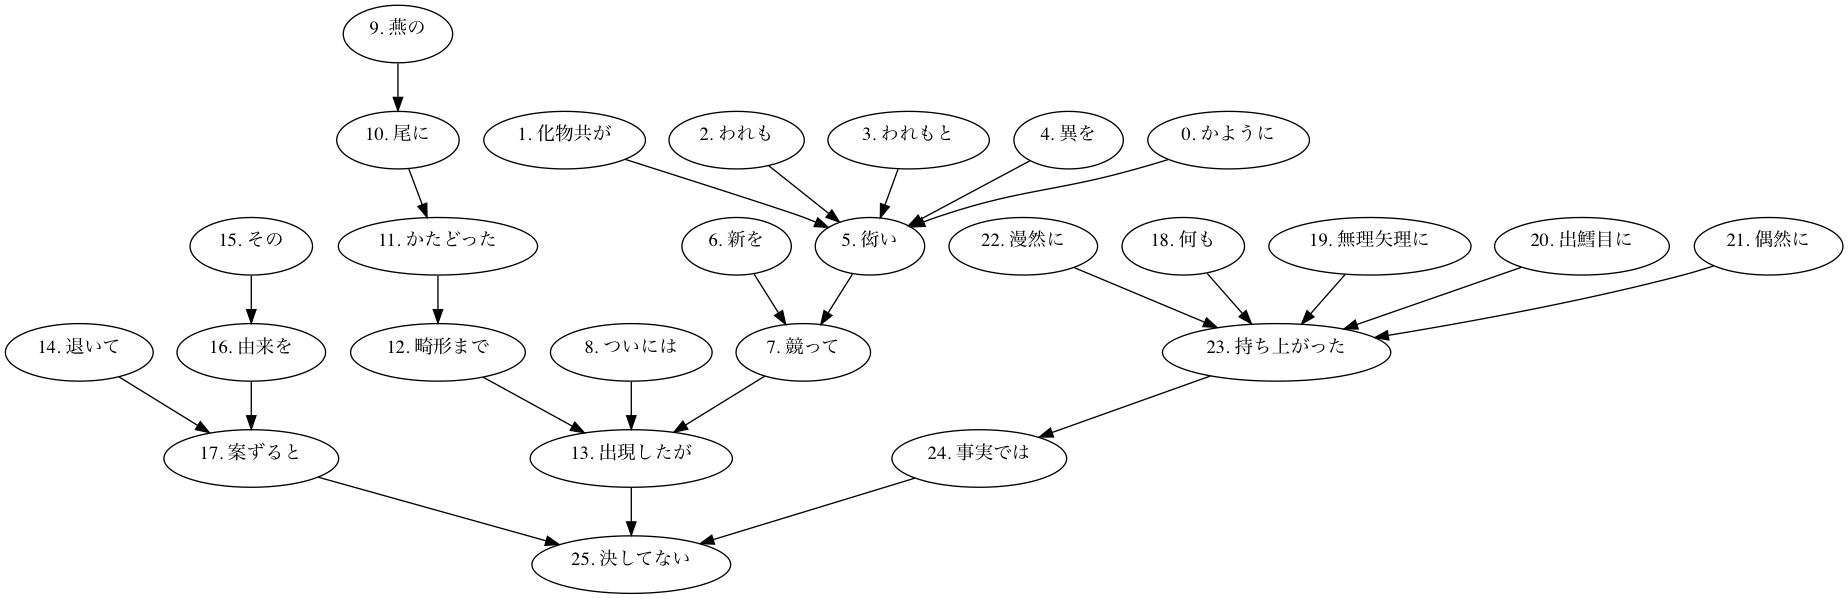 9. 燕の
10. 尾に
1. 化物共が
2. われも
3. われもと
4. 異を
0. かように
15. その
11. かたどった
6. 新を
5. 衒い
22. 漫然に
18. 何も
19. 無理矢理に
20. 出鱈目に
21. 偶然に
14. 退いて
16. 由来を
12. 畸形まで
8. ついには
7. 競って
23. 持ち上がった
17. 案ずると
13. 出現したが
24. 事実では
25. 決してない